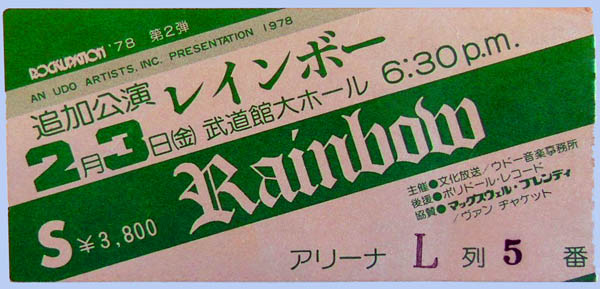 ROCKUPATION '78 第2弾
AN UDO ARTISTS, INC. PRESENTATION 1978
追加公演 レインボー
2月3日(金) 武道館大ホール 6:30p.m.
Rainbow
主催●文化放送/ウドー音楽事務所
後援●ポリドール・レコード
協賛●マックスウェル・ブレンディ
/ヴァン ヂャケット
S ¥3,800
アリーナ L 列 5 番